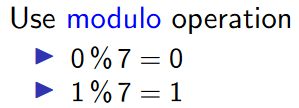 Use modulo operation
▶ 0 % 7 = 0
▶ 1 % 7 = 1